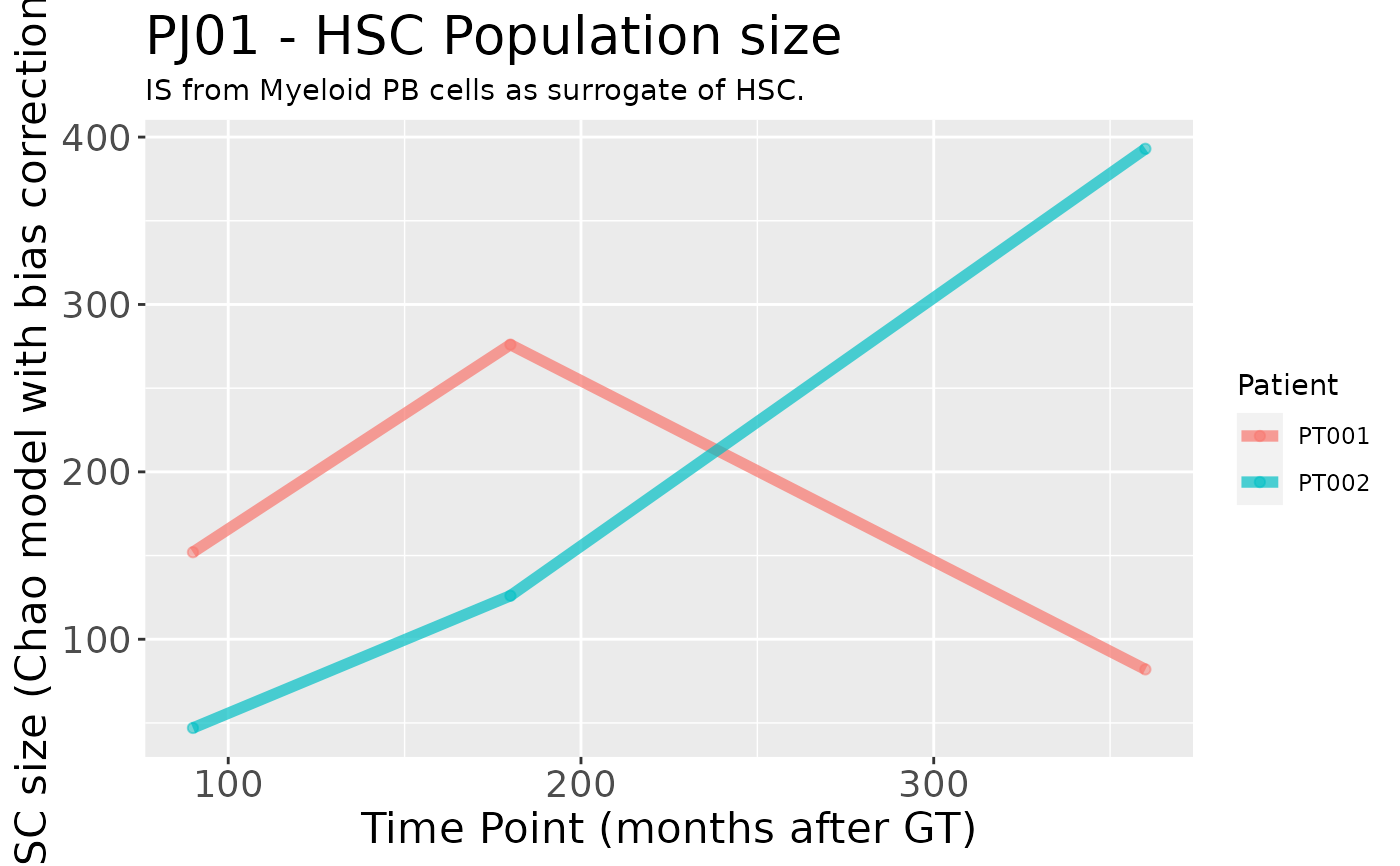 PJ01 - HSC Population size
IS from Myeloid PB cells as surrogate of HSC.
SC size (Chao model with bias correction
400
300
200
100
100
200
300
Time Point (months after GT)
Patient
PT001
PT002